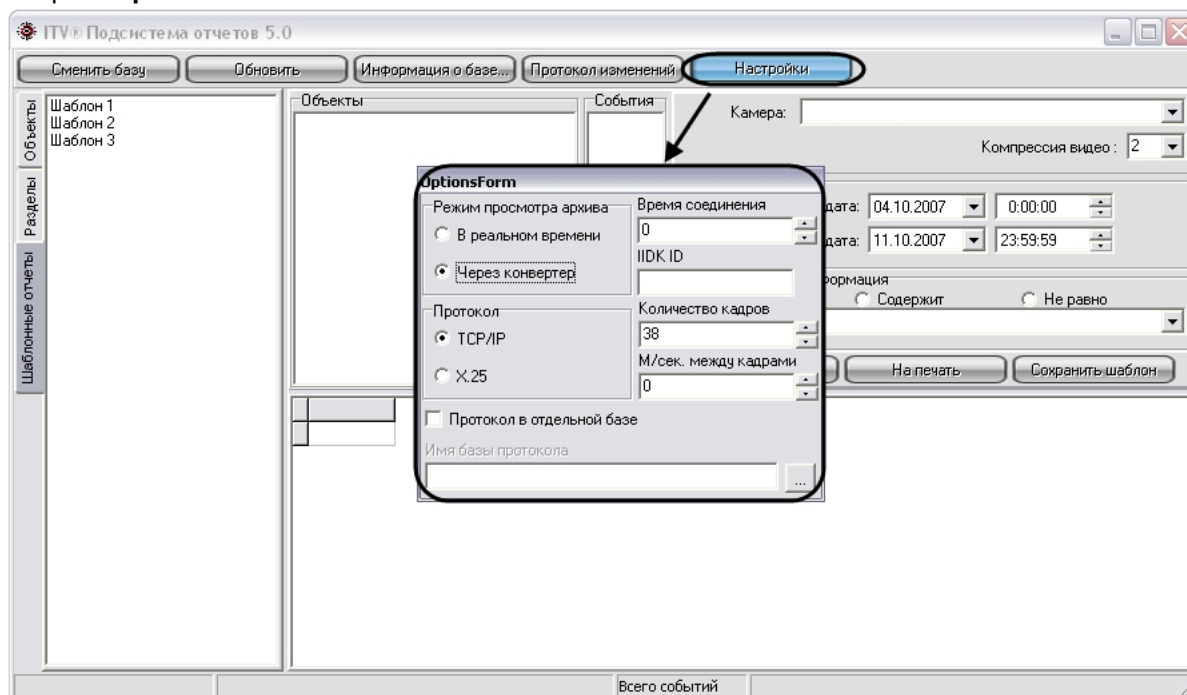 ITV® Подсистема отчетов 5.0
Сменить базу
Обновить
Информация о базе...
Протокол изменений
Настройки
Объекты
Разделы
Шаблонные отчеты
Шаблон 1
Шаблон 2
Шаблон 3
Объекты
События
Камера:
Компрессия видео : 2
дата: 04.10.2007 0:00:00
дата: 11.10.2007 23:59:59
Содержит
Не равно
На печать
Сохранить шаблон
OptionsForm
Режим просмотра архива
В реальном времени
Через конвертер
Время соединения
0
IIDK ID
Протокол
TCP/IP
X.25
Количество кадров
38
М/сек. между кадрами
0
Протокол в отдельной базе
Имя базы протокола
...
Всего событий